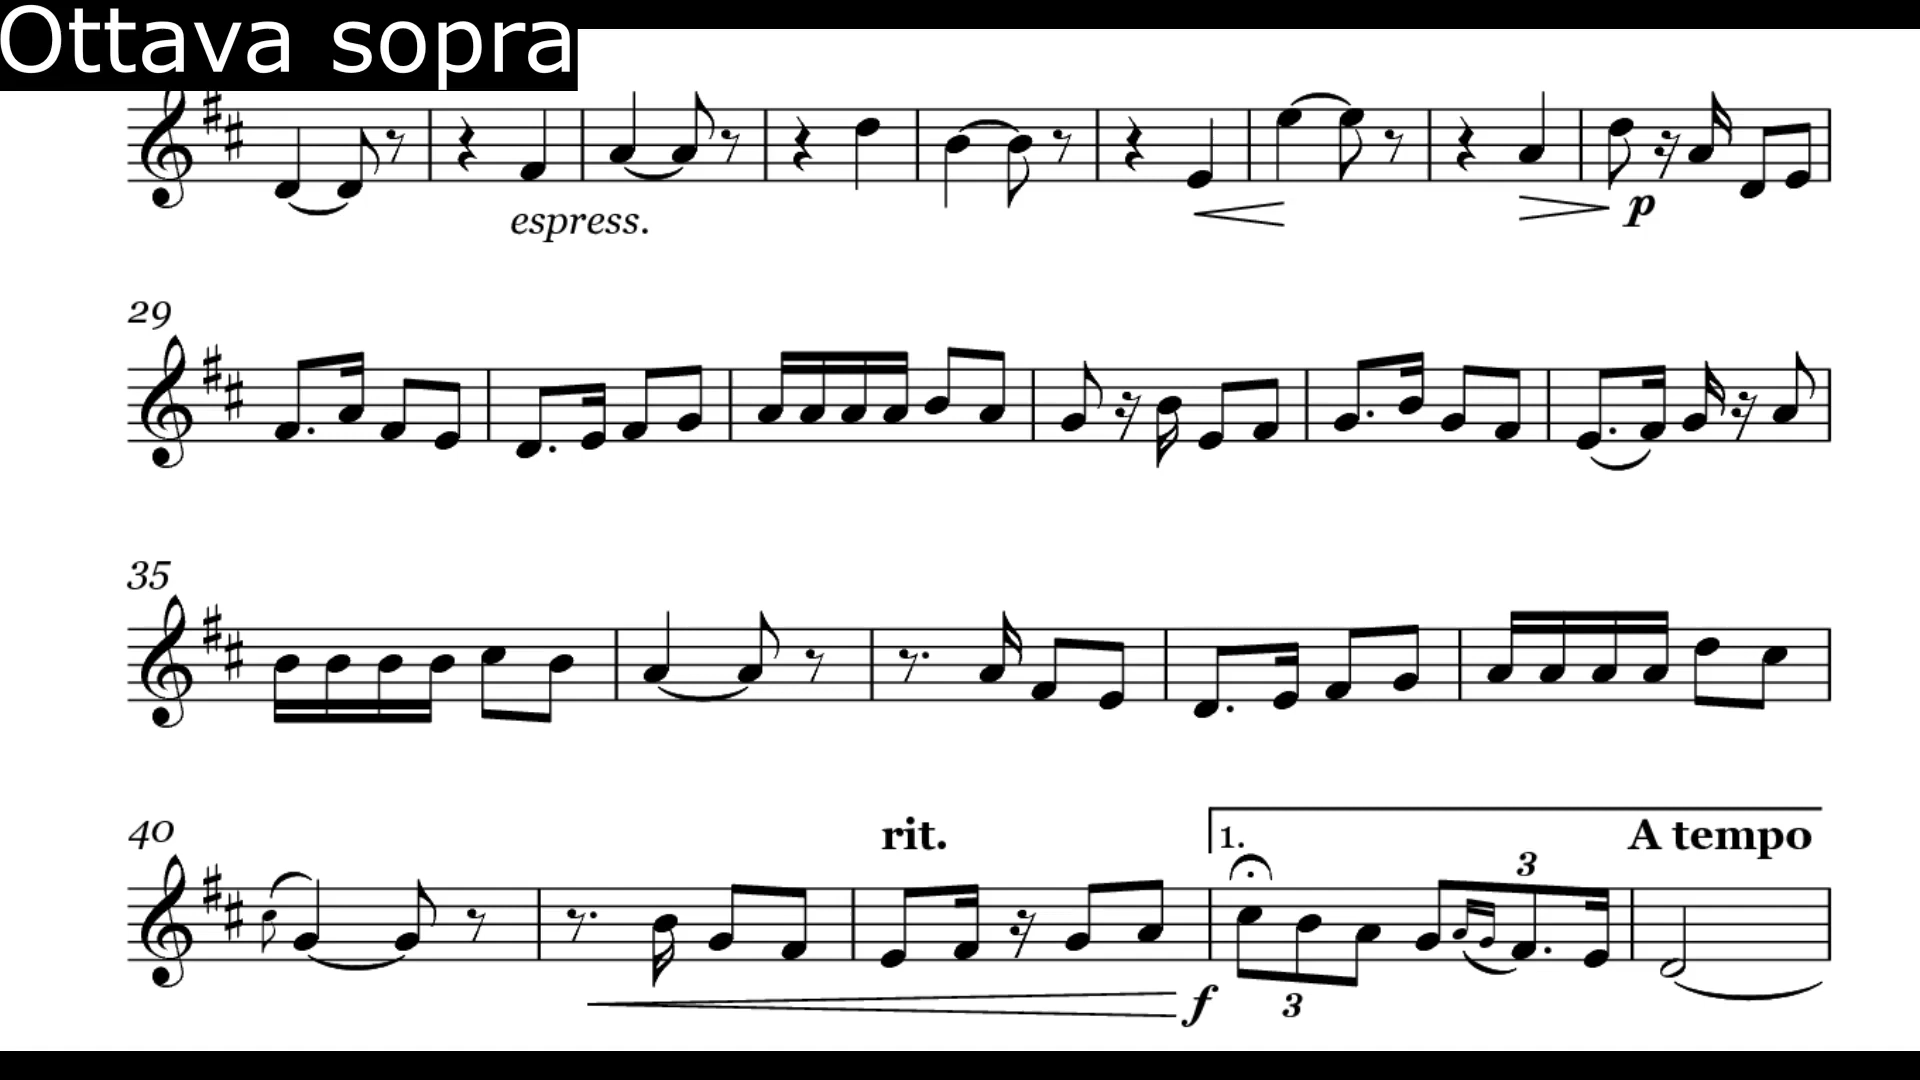 Ottava sopra
espress.
p
29
35
40
rit.
1.
A tempo
3
f
3